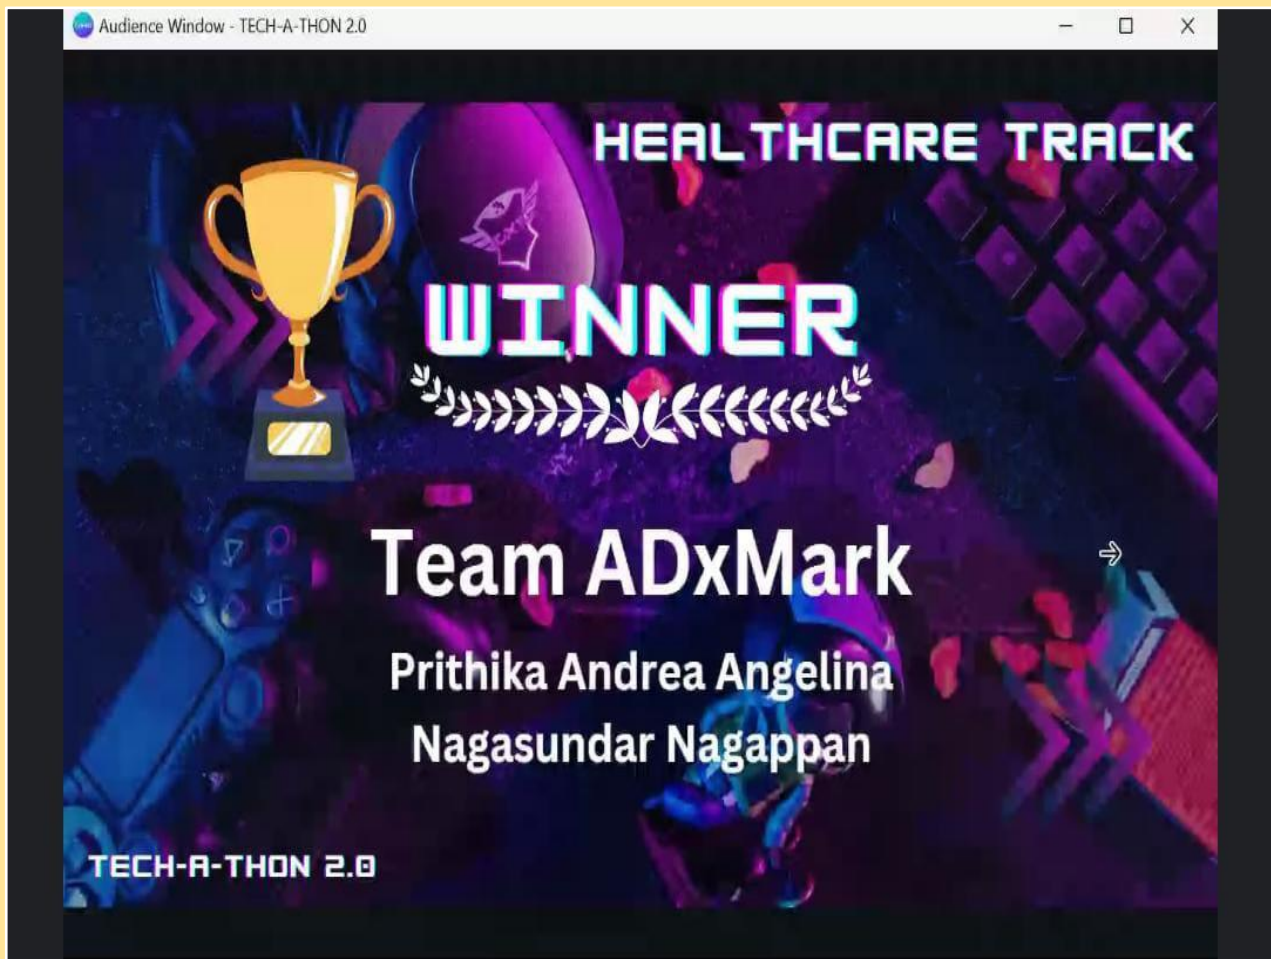 Audience Window - TECH-A-THON 2.0
HEALTHCARE TRACK
WINNER
Team ADxMark
Prithika Andrea Angelina
Nagasundar Nagappan
TECH-A-THON 2.0